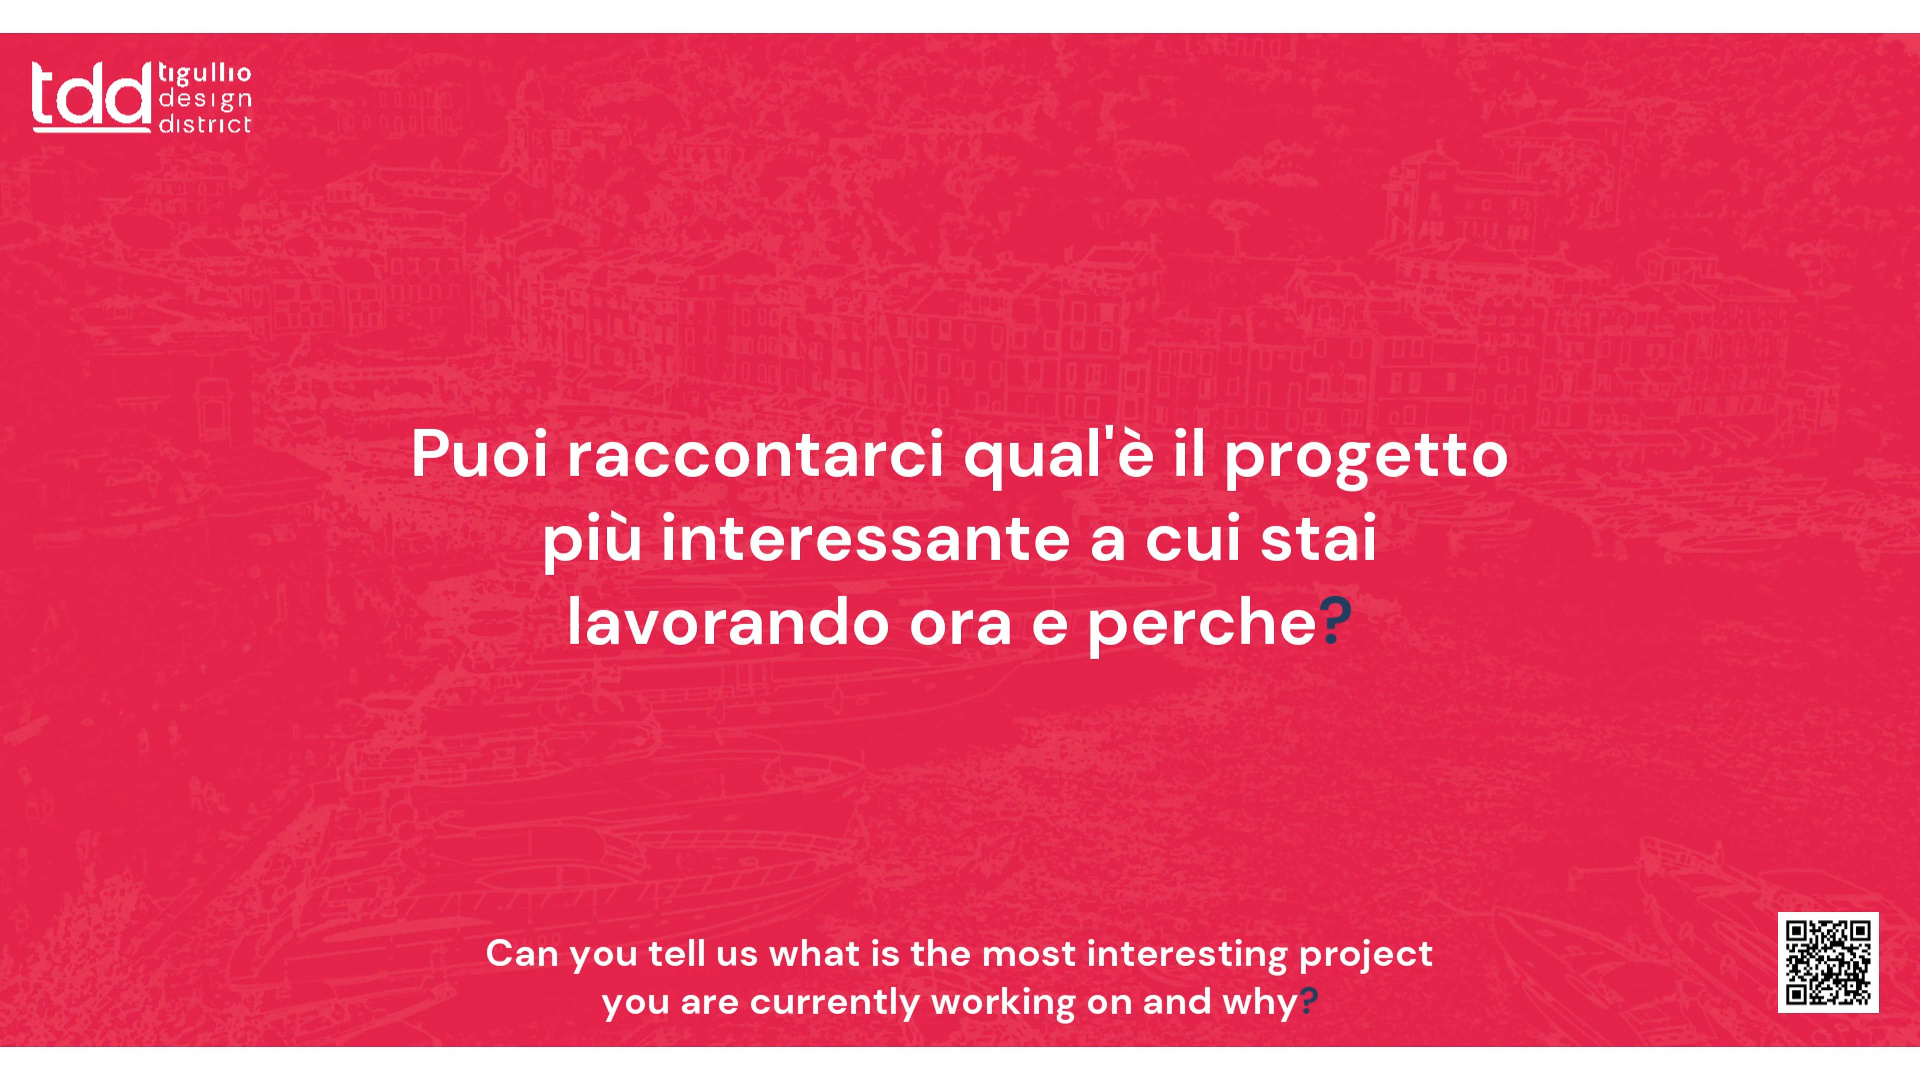 tdd
tigullio
design
district
Puoi raccontarci qual'è il progetto
più interessante a cui stai
lavorando ora e perche?
Can you tell us what is the most interesting project
you are currently working on and why?